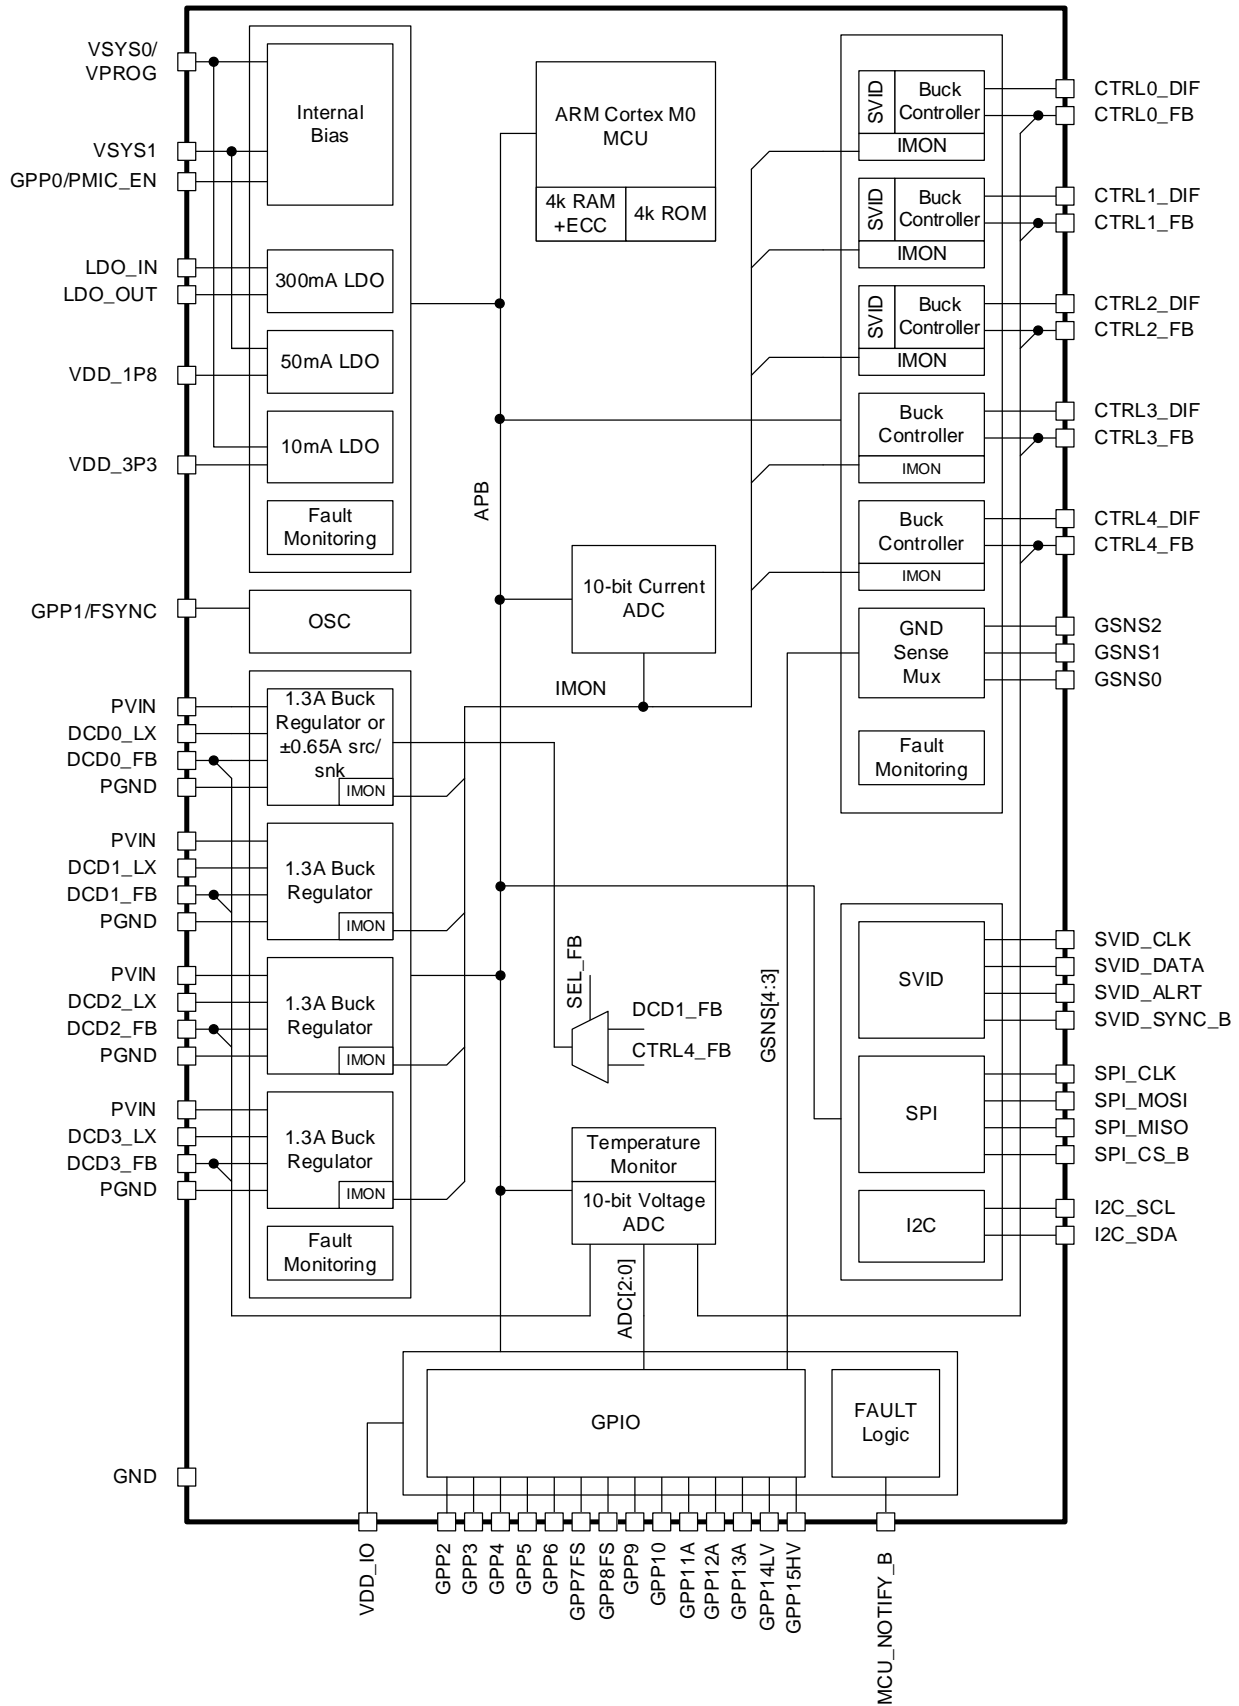 VSYS0/
VPROG
VSYS1
GPP0/PMIC_EN
LDO_IN
LDO_OUT
VDD_1P8
VDD_3P3
GPP1/FSYNC
PVIN
DCD0_LX
DCD0_FB
PGND
PVIN
DCD1_LX
DCD1_FB
PGND
PVIN
DCD2_LX
DCD2_FB
PGND
PVIN
DCD3_LX
DCD3_FB
PGND
GND
Internal
Bias
300mA LDO
50mA LDO
10mA LDO
Fault
Monitoring
OSC
1.3A Buck
Regulator or
±0.65A src/
snk
IMON
1.3A Buck
Regulator
IMON
1.3A Buck
Regulator
IMON
1.3A Buck
Regulator
IMON
Fault
Monitoring
ARM Cortex M0
MCU
4k RAM
+ECC
4k ROM
APB
10-bit Current
ADC
IMON
SEL_FB
DCD1_FB
CTRL4_FB
GSNS[4:3]
Temperature
Monitor
10-bit Voltage
ADC
ADC[2:0]
GPIO
FAULT
Logic
SVID
Buck
Controller
IMON
SVID
Buck
Controller
IMON
SVID
Buck
Controller
IMON
Buck
Controller
IMON
Buck
Controller
IMON
GND
Sense
Mux
Fault
Monitoring
SVID
SPI
I2C
CTRL0_DIF
CTRL0_FB
CTRL1_DIF
CTRL1_FB
CTRL2_DIF
CTRL2_FB
CTRL3_DIF
CTRL3_FB
CTRL4_DIF
CTRL4_FB
GSNS2
GSNS1
GSNS0
SVID_CLK
SVID_DATA
SVID_ALRT
SVID_SYNC_B
SPI_CLK
SPI_MOSI
SPI_MISO
SPI_CS_B
I2C_SCL
I2C_SDA
VDD_IO
GPP2
GPP3
GPP4
GPP5
GPP6
GPP7FS
GPP8FS
GPP9
GPP10
GPP11A
GPP12A
GPP13A
GPP14LV
GPP15HV
MCU_NOTIFY_B